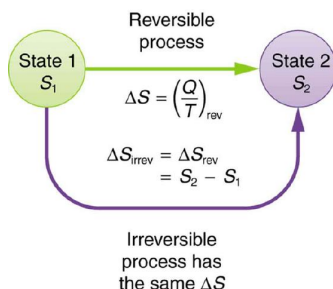 Reversible
process
State 1
S₁
State 2
S₂
ΔS = (Q/T)rev
ΔSirrev = ΔSrev
= S₂ − S₁
Irreversible
process has
the same ΔS